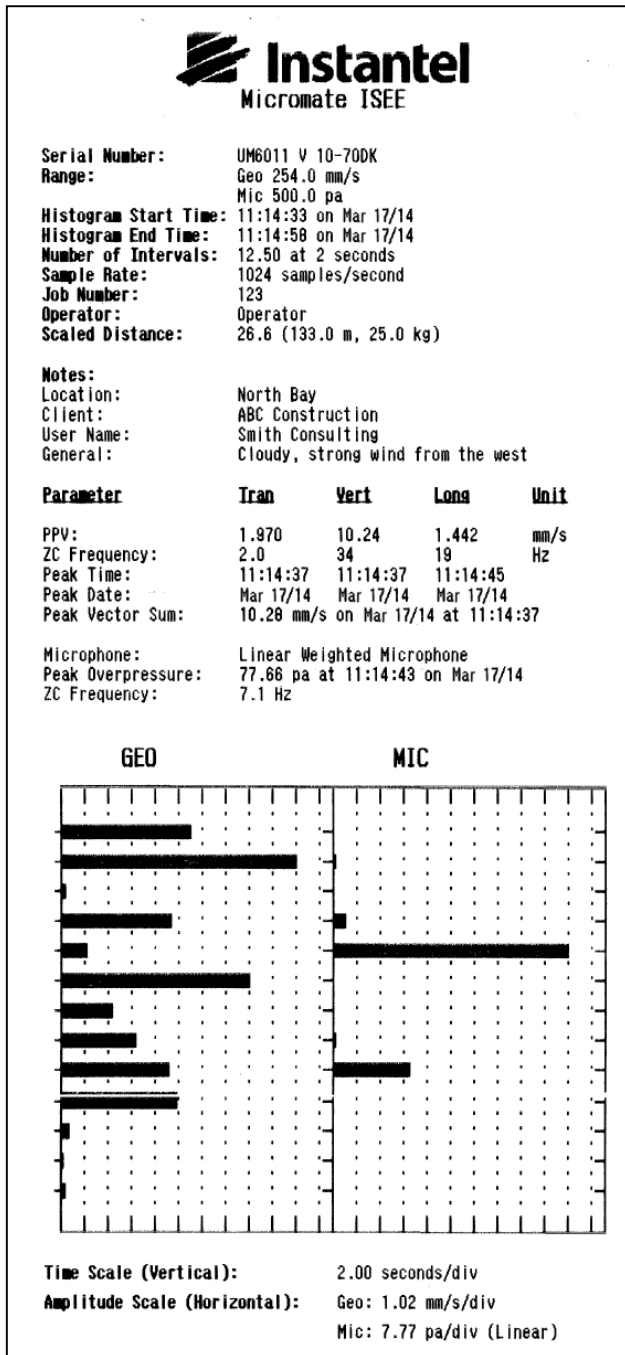 Instantel
Micromate ISEE
Serial Number: UM6011 V 10-70DK
Range: Geo 254.0 mm/s
Mic 500.0 pa
Histogram Start Time: 11:14:33 on Mar 17/14
Histogram End Time: 11:14:58 on Mar 17/14
Number of Intervals: 12.50 at 2 seconds
Sample Rate: 1024 samples/second
Job Number: 123
Operator: Operator
Scaled Distance: 26.6 (133.0 m, 25.0 kg)
Notes:
Location: North Bay
Client: ABC Construction
User Name: Smith Consulting
General: Cloudy, strong wind from the west
Parameter Tran Vert Long Unit
PPV: 1.970 10.24 1.442 mm/s
ZC Frequency: 2.0 34 19 Hz
Peak Time: 11:14:37 11:14:37 11:14:45
Peak Date: Mar 17/14 Mar 17/14 Mar 17/14
Peak Vector Sum: 10.28 mm/s on Mar 17/14 at 11:14:37
Microphone: Linear Weighted Microphone
Peak Overpressure: 77.66 pa at 11:14:43 on Mar 17/14
ZC Frequency: 7.1 Hz
GEO MIC
Time Scale (Vertical): 2.00 seconds/div
Amplitude Scale (Horizontal): Geo: 1.02 mm/s/div
Mic: 7.77 pa/div (Linear)